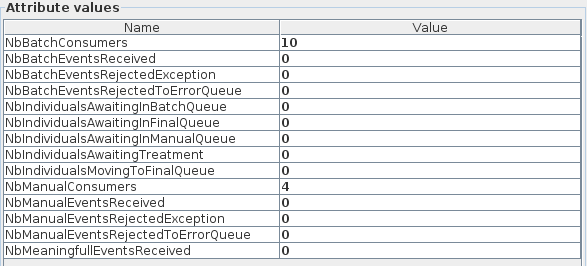 Attribute values
Name Value
NbBatchConsumers 10
NbBatchEventsReceived 0
NbBatchEventsRejectedException 0
NbBatchEventsRejectedToErrorQueue 0
NbIndividualsAwaitingInBatchQueue 0
NbIndividualsAwaitingInFinalQueue 0
NbIndividualsAwaitingInManualQueue 0
NbIndividualsAwaitingTreatment 0
NbIndividualsMovingToFinalQueue 0
NbManualConsumers 4
NbManualEventsReceived 0
NbManualEventsRejectedException 0
NbManualEventsRejectedToErrorQueue 0
NbMeaningfullEventsReceived 0